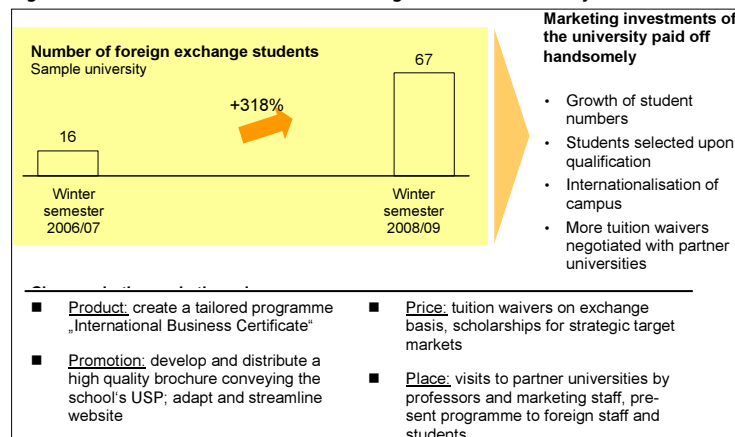 Marketing investments of
the university paid off
handsomely
Number of foreign exchange students
Sample university
67
+318%
16
Winter
semester
2006/07
Winter
semester
2008/09
• Growth of student
numbers
• Students selected upon
qualification
• Internationalisation of
campus
• More tuition waivers
negotiated with partner
universities
■ Product: create a tailored programme
„International Business Certificate“
■ Promotion: develop and distribute a
high quality brochure conveying the
school‘s USP; adapt and streamline
website
■ Price: tuition waivers on exchange
basis, scholarships for strategic target
markets
■ Place: visits to partner universities by
professors and marketing staff, pre-
sent programme to foreign staff and
students